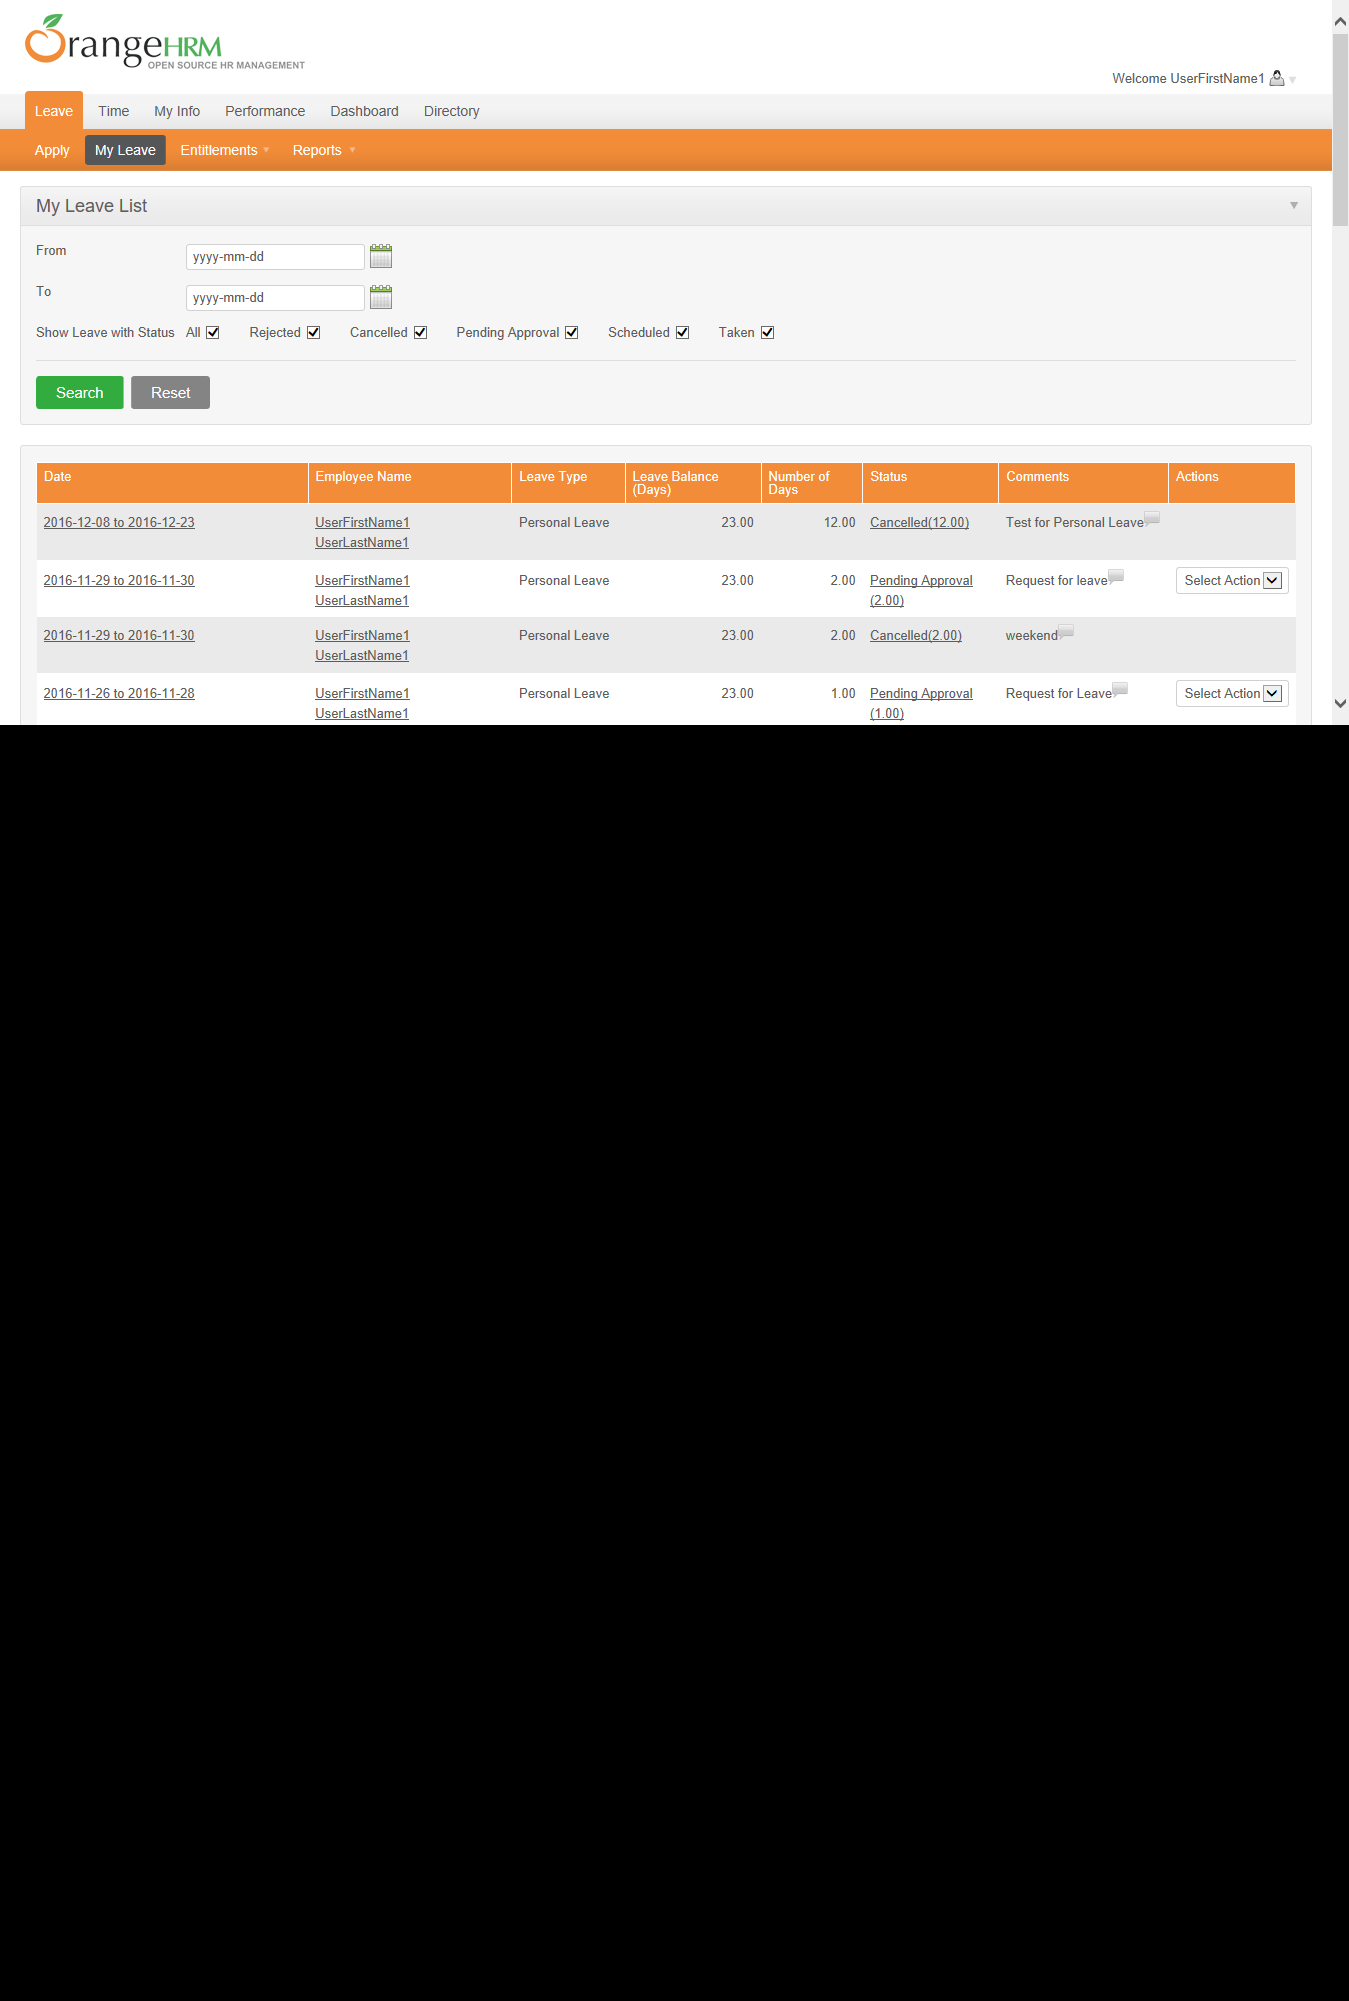 OrangeHRM
OPEN SOURCE HR MANAGEMENT
Welcome UserFirstName1
Leave Time My Info Performance Dashboard Directory
Apply My Leave Entitlements Reports
My Leave List
From yyyy-mm-dd
To yyyy-mm-dd
Show Leave with Status All Rejected Cancelled Pending Approval Scheduled Taken
Search Reset
Date Employee Name Leave Type Leave Balance (Days) Number of Days Status Comments Actions
2016-12-08 to 2016-12-23 UserFirstName1 UserLastName1 Personal Leave 23.00 12.00 Cancelled(12.00) Test for Personal Leave
2016-11-29 to 2016-11-30 UserFirstName1 UserLastName1 Personal Leave 23.00 2.00 Pending Approval (2.00) Request for leave Select Action
2016-11-29 to 2016-11-30 UserFirstName1 UserLastName1 Personal Leave 23.00 2.00 Cancelled(2.00) weekend
2016-11-26 to 2016-11-28 UserFirstName1 UserLastName1 Personal Leave 23.00 1.00 Pending Approval (1.00) Request for Leave Select Action